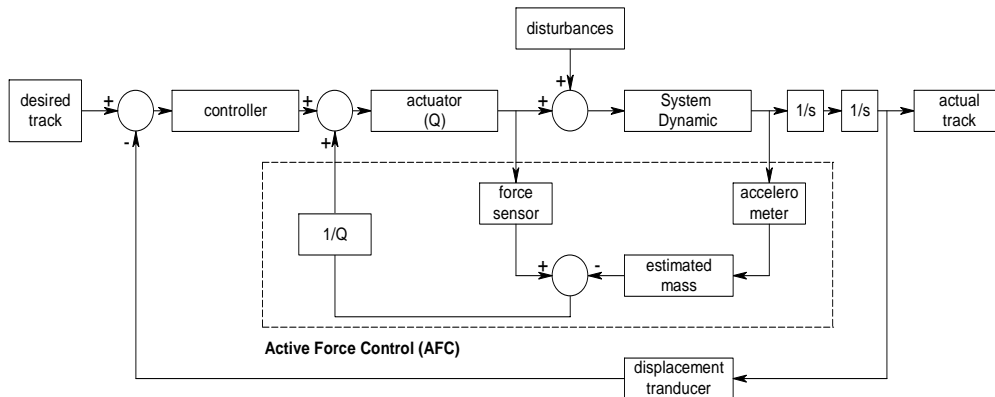 disturbances
desired
track
+
-
controller
+
+
actuator
(Q)
+
+
System
Dynamic
1/s
1/s
actual
track
force
sensor
accelero
meter
1/Q
+
-
estimated
mass
Active Force Control (AFC)
displacement
tranducer